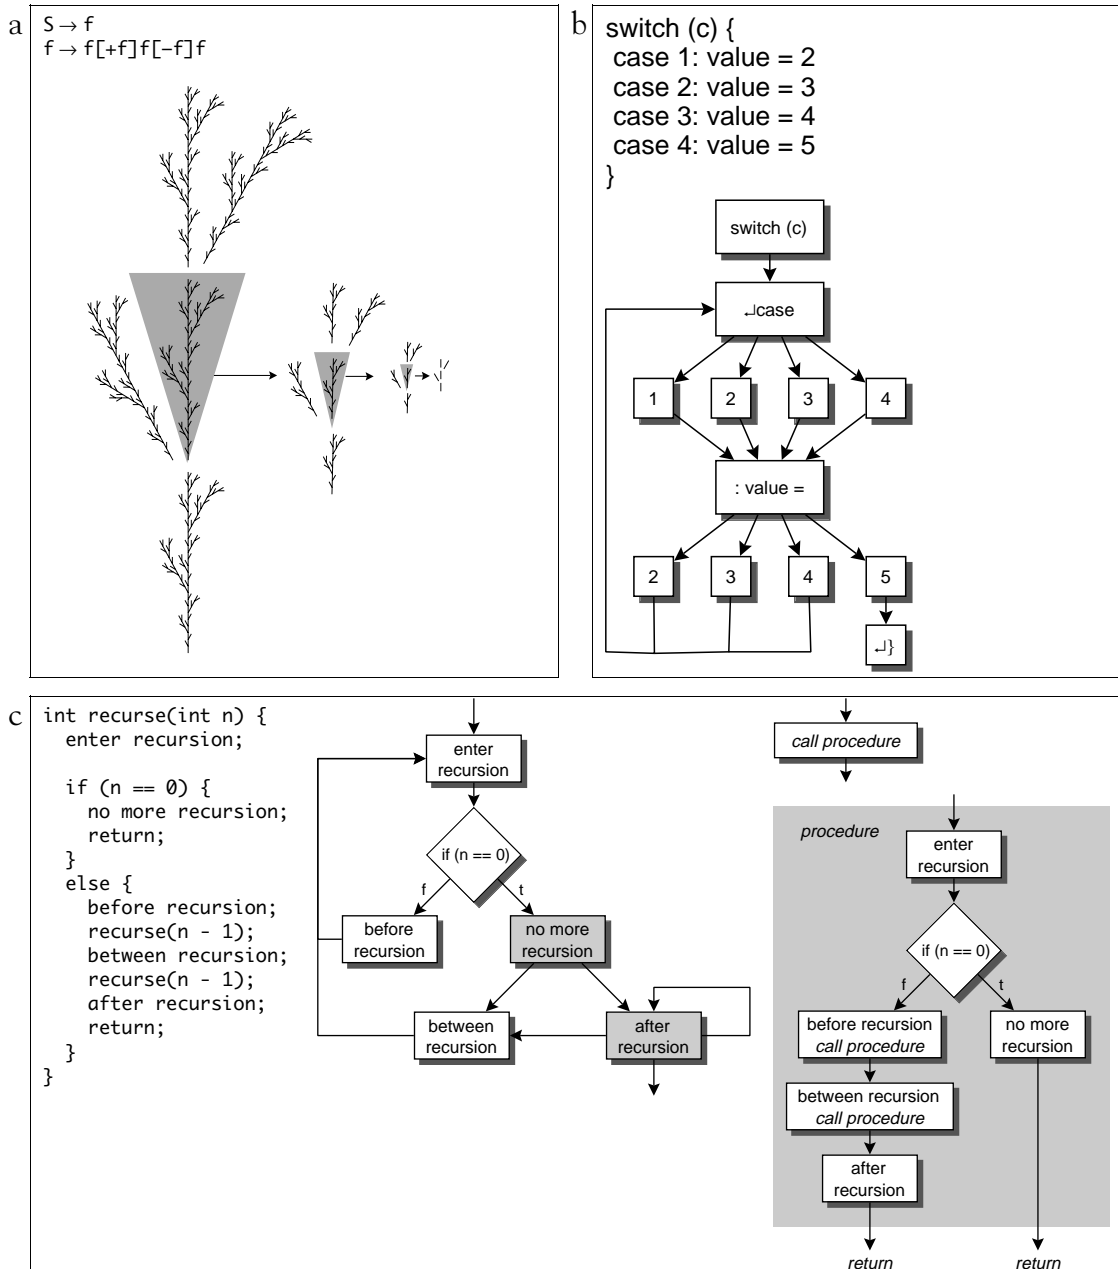 a
S → f
f → f[+f]f[−f]f
b
switch (c) {
case 1: value = 2
case 2: value = 3
case 3: value = 4
case 4: value = 5
}
switch (c)
↵case
1
2
3
4
: value =
2
3
4
5
↵}
c
int recurse(int n) {
enter recursion;
if (n == 0) {
no more recursion;
return;
}
else {
before recursion;
recurse(n - 1);
between recursion;
recurse(n - 1);
after recursion;
return;
}
}
enter
recursion
if (n == 0)
f
t
before
recursion
no more
recursion
between
recursion
after
recursion
call procedure
procedure
enter
recursion
if (n == 0)
f
t
before recursion
call procedure
no more
recursion
between recursion
call procedure
after
recursion
return
return